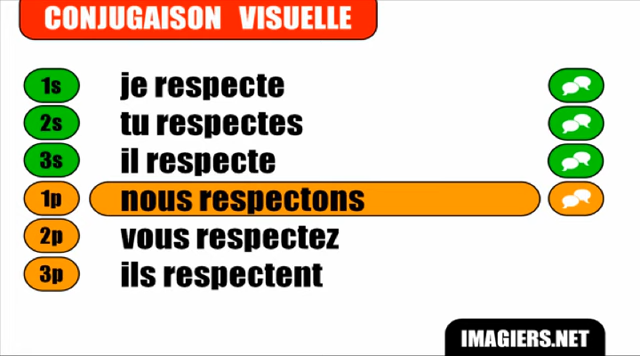 CONJUGAISON VISUELLE
1s je respecte
2s tu respectes
3s il respecte
1p nous respectons
2p vous respectez
3p ils respectent
IMAGIERS.NET